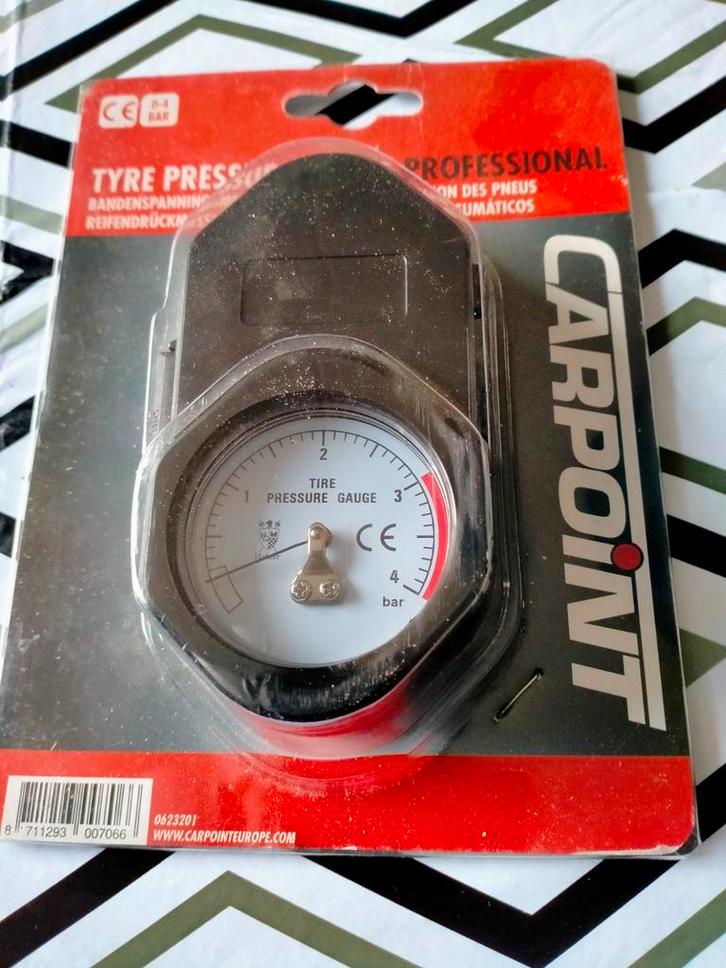 CE 0-4
BAR
TYRE PRESSU PROFESSIONAL
BANDENSPANNING ION DES PNEUS
REIFENDRÜCKM UMÁTICOS
CARPOINT
1 2 3 4
TIRE
PRESSURE GAUGE
CE
bar
8 711293 007066
0623201
WWW.CARPOINTEUROPE.COM